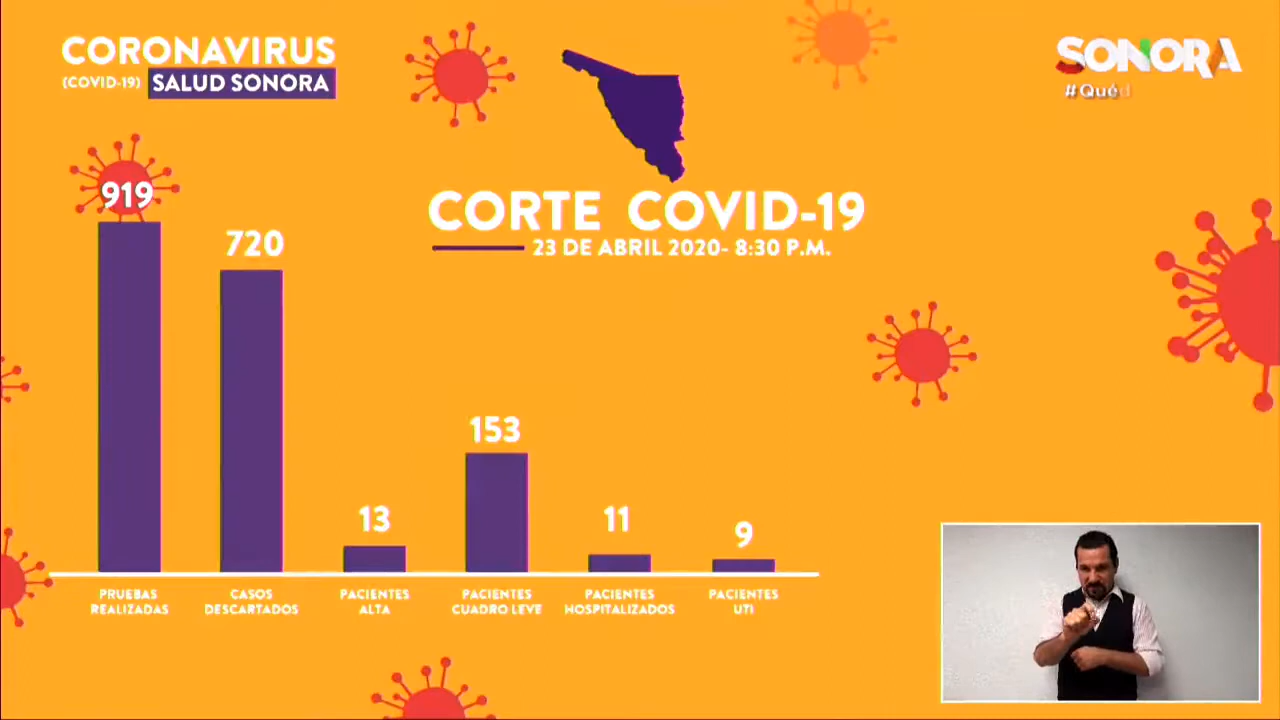 CORONAVIRUS
(COVID-19) SALUD SONORA
SONORA
#Quéd
CORTE COVID-19
23 DE ABRIL 2020- 8:30 P.M.
919
720
13
153
11
9
PRUEBAS
REALIZADAS
CASOS
DESCARTADOS
PACIENTES
ALTA
PACIENTES
CUADRO LEVE
PACIENTES
HOSPITALIZADOS
PACIENTES
UTI